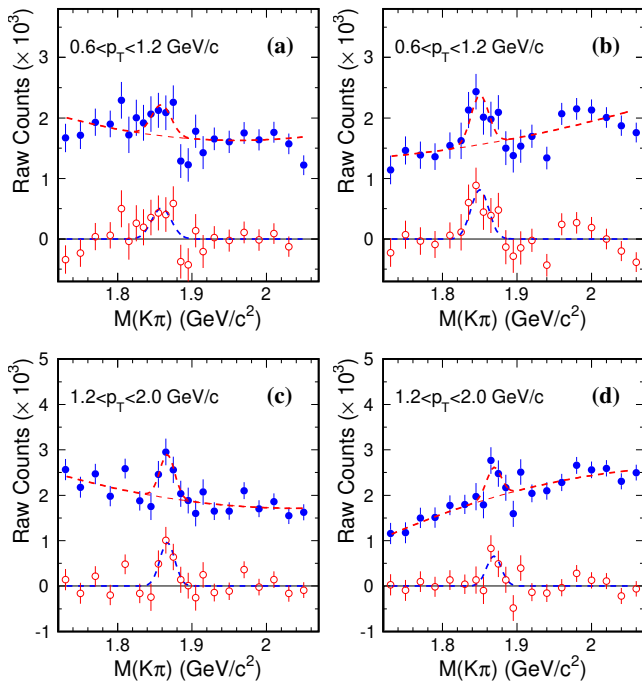 0.6<p_T<1.2 GeV/c (a)
0.6<p_T<1.2 GeV/c (b)
Raw Counts (× 10³)
3
2
1
0
Raw Counts (× 10³)
3
2
1
0
1.8 1.9 2
1.8 1.9 2
M(Kπ) (GeV/c²)
M(Kπ) (GeV/c²)
1.2<p_T<2.0 GeV/c (c)
1.2<p_T<2.0 GeV/c (d)
Raw Counts (× 10³)
5
4
3
2
1
0
-1
Raw Counts (× 10³)
5
4
3
2
1
0
-1
1.8 1.9 2
1.8 1.9 2
M(Kπ) (GeV/c²)
M(Kπ) (GeV/c²)